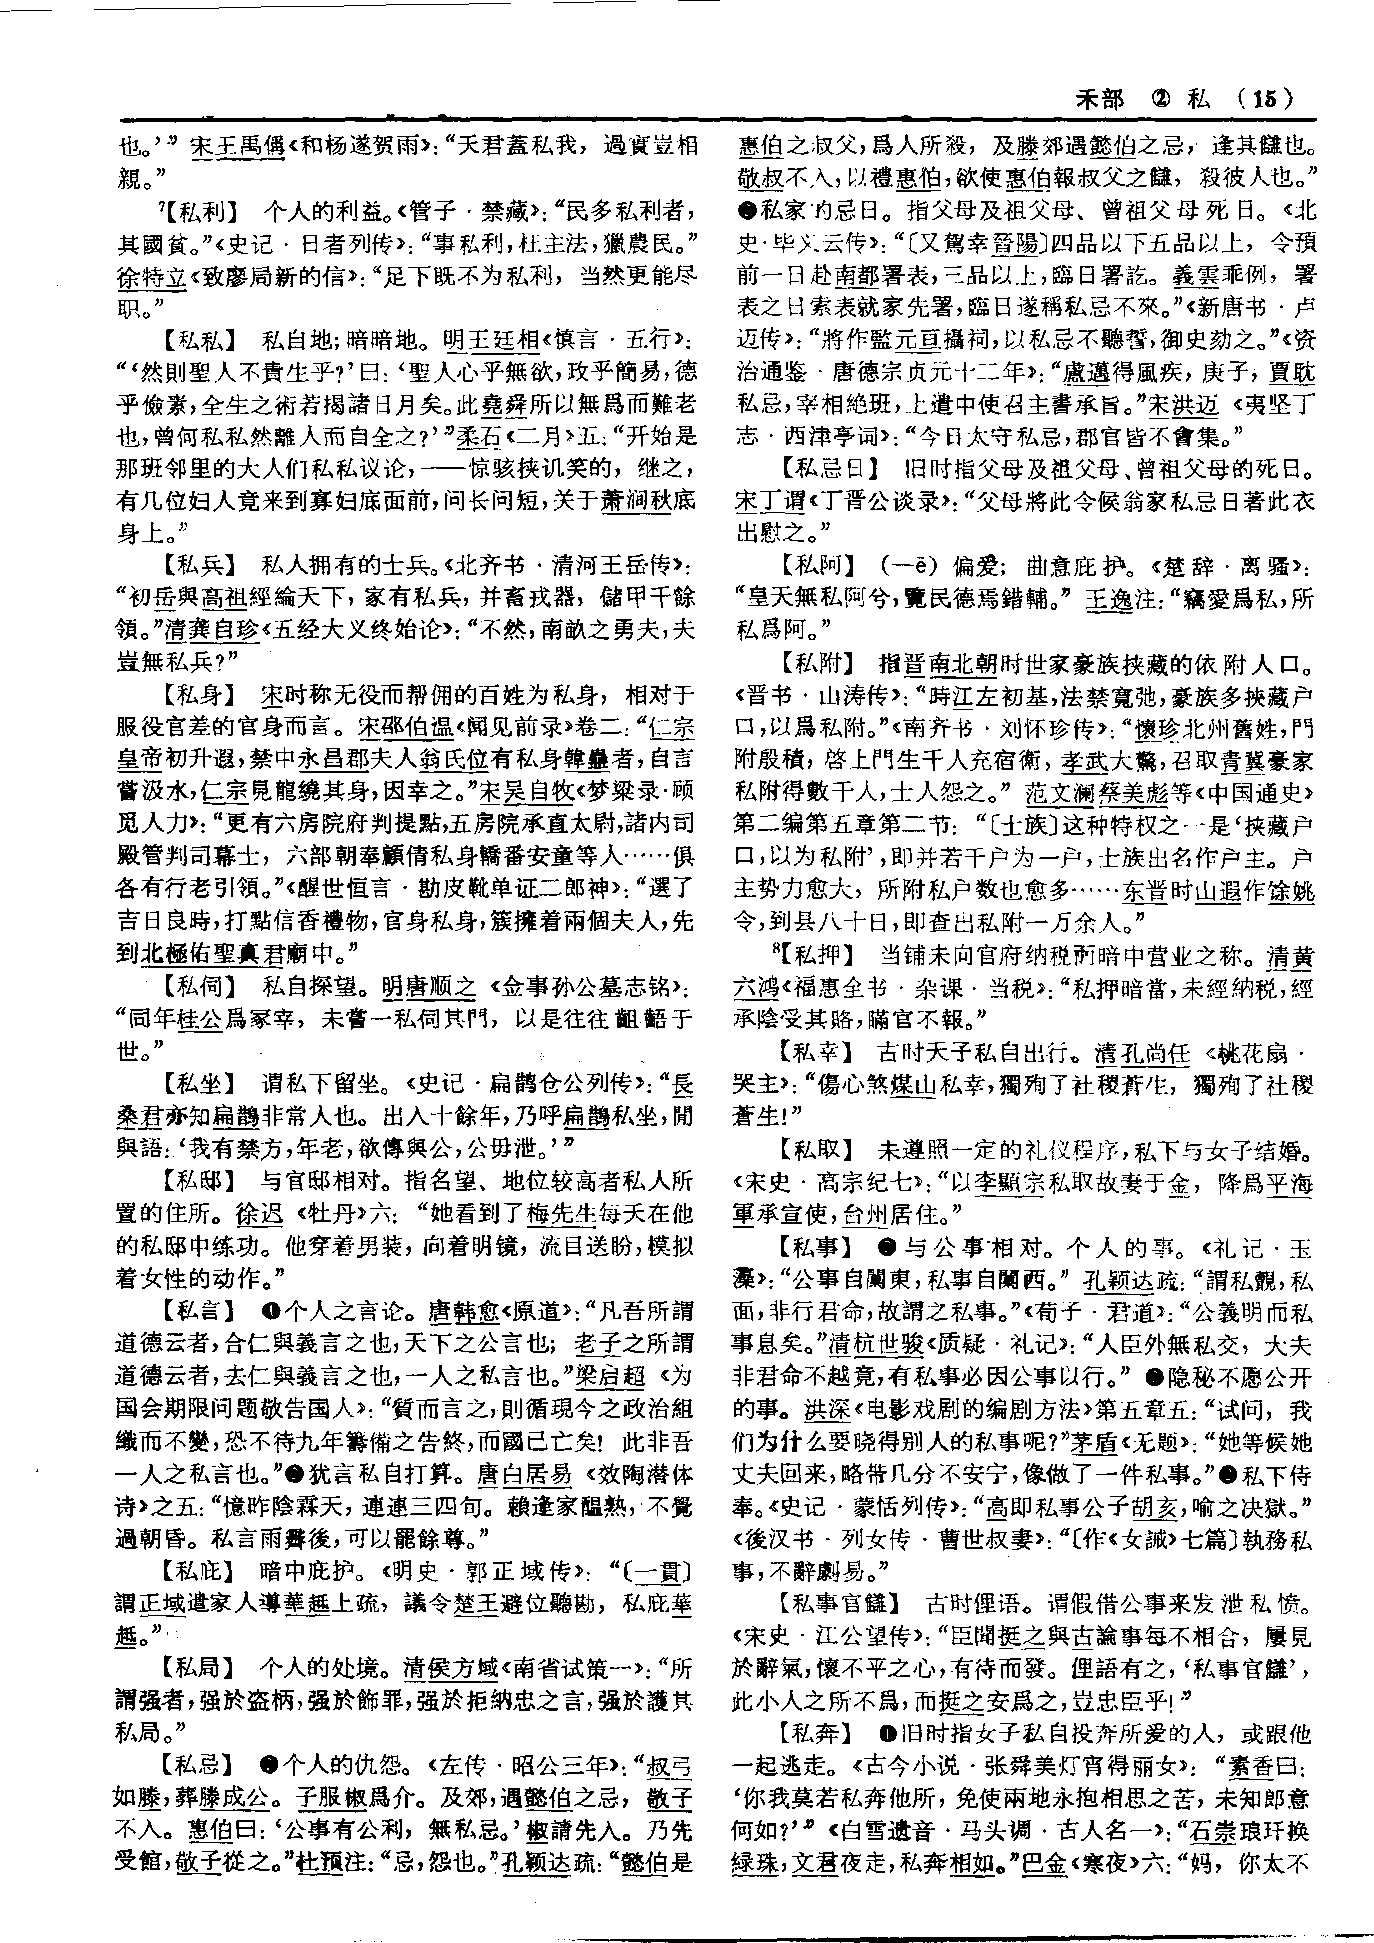 禾部 ② 私 (15)
也。’” 宋王禹偁《和杨遂贺雨》：“天君蓋私我，過實豈相
親。”
⁷【私利】 个人的利益。《管子·禁藏》：“民多私利者，
其國貧。”《史记·日者列传》：“事私利，枉主法，獵農民。”
徐特立《致廖局新的信》：“足下既不为私利，当然更能尽
职。”
【私私】 私自地；暗暗地。明王廷相《慎言·五行》：
“‘然則聖人不貴生乎？’曰：‘聖人心乎無欲，政乎簡易，德
乎儉素，全生之術若揭諸日月矣。此堯舜所以無爲而難老
也，曾何私私然離人而自全之？’”柔石《二月》五：“开始是
那班邻里的大人们私私议论，——惊骇挟讥笑的，继之，
有几位妇人竟来到寡妇底面前，问长问短，关于萧涧秋底
身上。”
【私兵】 私人拥有的士兵。《北齐书·清河王岳传》：
“初岳與高祖經綸天下，家有私兵，并畜戎器，儲甲千餘
領。”清龚自珍《五经大义终始论》：“不然，南畝之勇夫，夫
豈無私兵？”
【私身】 宋时称无役而帮佣的百姓为私身，相对于
服役官差的官身而言。宋邵伯温《闻见前录》卷二：“仁宗
皇帝初升遐，禁中永昌郡夫人翁氏位有私身韓蟲者，自言
嘗汲水，仁宗見龍繞其身，因幸之。”宋吴自牧《梦粱录·顾
觅人力》：“更有六房院府判提點，五房院承直太尉，諸内司
殿管判司幕士，六部朝奉顧倩私身轎番安童等人……俱
各有行老引領。”《醒世恒言·勘皮靴单证二郎神》：“選了
吉日良時，打點信香禮物，官身私身，簇擁着兩個夫人，先
到北極佑聖真君廟中。”
【私伺】 私自探望。明唐顺之《佥事孙公墓志铭》：
“同年桂公爲冢宰，未嘗一私伺其門，以是往往齟齬于
世。”
【私坐】 谓私下留坐。《史记·扁鹊仓公列传》：“長
桑君亦知扁鵲非常人也。出入十餘年，乃呼扁鵲私坐，閒
與語：‘我有禁方，年老，欲傳與公，公毋泄。’”
【私邸】 与官邸相对。指名望、地位较高者私人所
置的住所。徐迟《牡丹》六：“她看到了梅先生每天在他
的私邸中练功。他穿着男装，向着明镜，流目送盼，模拟
着女性的动作。”
【私言】 ❶个人之言论。唐韩愈《原道》：“凡吾所謂
道德云者，合仁與義言之也，天下之公言也；老子之所謂
道德云者，去仁與義言之也，一人之私言也。”梁启超《为
国会期限问题敬告国人》：“質而言之，則循現今之政治組
織而不變，恐不待九年籌備之告終，而國已亡矣！此非吾
一人之私言也。”❷犹言私自打算。唐白居易《效陶潜体
诗》之五：“憶昨陰霖天，連連三四旬。賴逢家醞熟，不覺
過朝昏。私言雨霽後，可以罷餘尊。”
【私庇】 暗中庇护。《明史·郭正域传》：“〔一貫〕
謂正域遣家人導華趆上疏，議令楚王避位聽勘，私庇華
趆。”
【私局】 个人的处境。清侯方域《南省试策一》：“所
謂强者，强於盗柄，强於飾罪，强於拒納忠之言，强於護其
私局。”
【私忌】 ❶个人的仇怨。《左传·昭公三年》：“叔弓
如滕，葬滕成公。子服椒爲介。及郊，遇懿伯之忌，敬子
不入。惠伯曰：‘公事有公利，無私忌。’椒請先入。乃先
受館，敬子從之。”杜预注：“忌，怨也。”孔颖达疏：“懿伯是
惠伯之叔父，爲人所殺，及滕郊遇懿伯之忌，逢其讎也。
敬叔不入，以禮惠伯，欲使惠伯報叔父之讎，殺彼人也。”
❷私家的忌日。指父母及祖父母、曾祖父母死日。《北
史·毕义云传》：“〔又駕幸晉陽〕四品以下五品以上，令預
前一日赴南都署表，三品以上，臨日署訖。義雲乖例，署
表之日索表就家先署，臨日遂稱私忌不來。”《新唐书·卢
迈传》：“將作監元亘攝祠，以私忌不聽誓，御史劾之。”《资
治通鉴·唐德宗贞元十二年》：“盧邁得風疾，庚子，賈耽
私忌，宰相絶班，上遣中使召主書承旨。”宋洪迈《夷坚丁
志·西津亭词》：“今日太守私忌，郡官皆不會集。”
【私忌日】 旧时指父母及祖父母、曾祖父母的死日。
宋丁谓《丁晋公谈录》：“父母將此令候翁家私忌日著此衣
出慰之。”
【私阿】 （—ē）偏爱；曲意庇护。《楚辞·离骚》：
“皇天無私阿兮，覽民德焉錯輔。” 王逸注：“竊愛爲私，所
私爲阿。”
【私附】 指晋南北朝时世家豪族挟藏的依附人口。
《晋书·山涛传》：“時江左初基，法禁寬弛，豪族多挾藏户
口，以爲私附。”《南齐书·刘怀珍传》：“懷珍北州舊姓，門
附殷積，啓上門生千人充宿衛，孝武大驚，召取青冀豪家
私附得數千人，士人怨之。” 范文澜蔡美彪等《中国通史》
第二编第五章第二节：“〔士族〕这种特权之一是‘挟藏户
口，以为私附’，即并若干户为一户，士族出名作户主。户
主势力愈大，所附私户数也愈多……东晋时山遐作馀姚
令，到县八十日，即查出私附一万余人。”
⁸【私押】 当铺未向官府纳税而暗中营业之称。清黄
六鸿《福惠全书·杂课·当税》：“私押暗當，未經納税，經
承陰受其賂，瞞官不報。”
【私幸】 古时天子私自出行。清孔尚任《桃花扇·
哭主》：“傷心煞煤山私幸，獨殉了社稷蒼生，獨殉了社稷
蒼生！”
【私取】 未遵照一定的礼仪程序，私下与女子结婚。
《宋史·高宗纪七》：“以李顯宗私取故妻于金，降爲平海
軍承宣使，台州居住。”
【私事】 ❶与公事相对。个人的事。《礼记·玉
藻》：“公事自闑東，私事自闑西。” 孔颖达疏：“謂私覿，私
面，非行君命，故謂之私事。”《荀子·君道》：“公義明而私
事息矣。”清杭世骏《质疑·礼记》：“人臣外無私交，大夫
非君命不越竟，有私事必因公事以行。” ❷隐秘不愿公开
的事。洪深《电影戏剧的编剧方法》第五章五：“试问，我
们为什么要晓得别人的私事呢？”茅盾《无题》：“她等候她
丈夫回来，略带几分不安宁，像做了一件私事。”❸私下侍
奉。《史记·蒙恬列传》：“高即私事公子胡亥，喻之决獄。”
《後汉书·列女传·曹世叔妻》：“〔作《女誡》七篇〕執務私
事，不辭劇易。”
【私事官讎】 古时俚语。谓假借公事来发泄私愤。
《宋史·江公望传》：“臣聞挺之與古論事每不相合，屢見
於辭氣，懷不平之心，有待而發。俚語有之，‘私事官讎’，
此小人之所不爲，而挺之安爲之，豈忠臣乎！”
【私奔】 ❶旧时指女子私自投奔所爱的人，或跟他
一起逃走。《古今小说·张舜美灯宵得丽女》：“素香曰：
‘你我莫若私奔他所，免使兩地永抱相思之苦，未知郎意
何如？’”《白雪遗音·马头调·古人名一》：“石崇琅玕换
緑珠，文君夜走，私奔相如。”巴金《寒夜》六：“妈，你太不